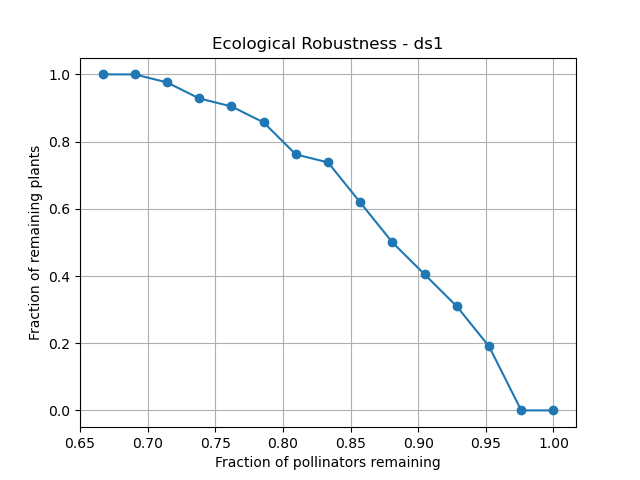 Ecological Robustness - ds1
1.0
0.8
0.6
0.4
0.2
0.0
Fraction of remaining plants
0.65 0.70 0.75 0.80 0.85 0.90 0.95 1.00
Fraction of pollinators remaining